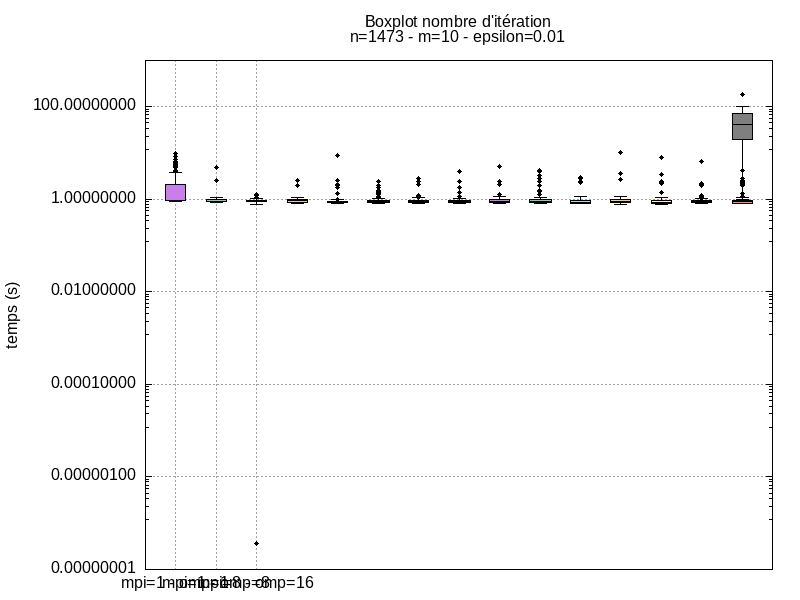 Boxplot nombre d'itération
n=1473 - m=10 - epsilon=0.01
temps (s)
100.00000000
1.00000000
0.01000000
0.00010000
0.00000100
0.00000001
mpi=1
omp=16